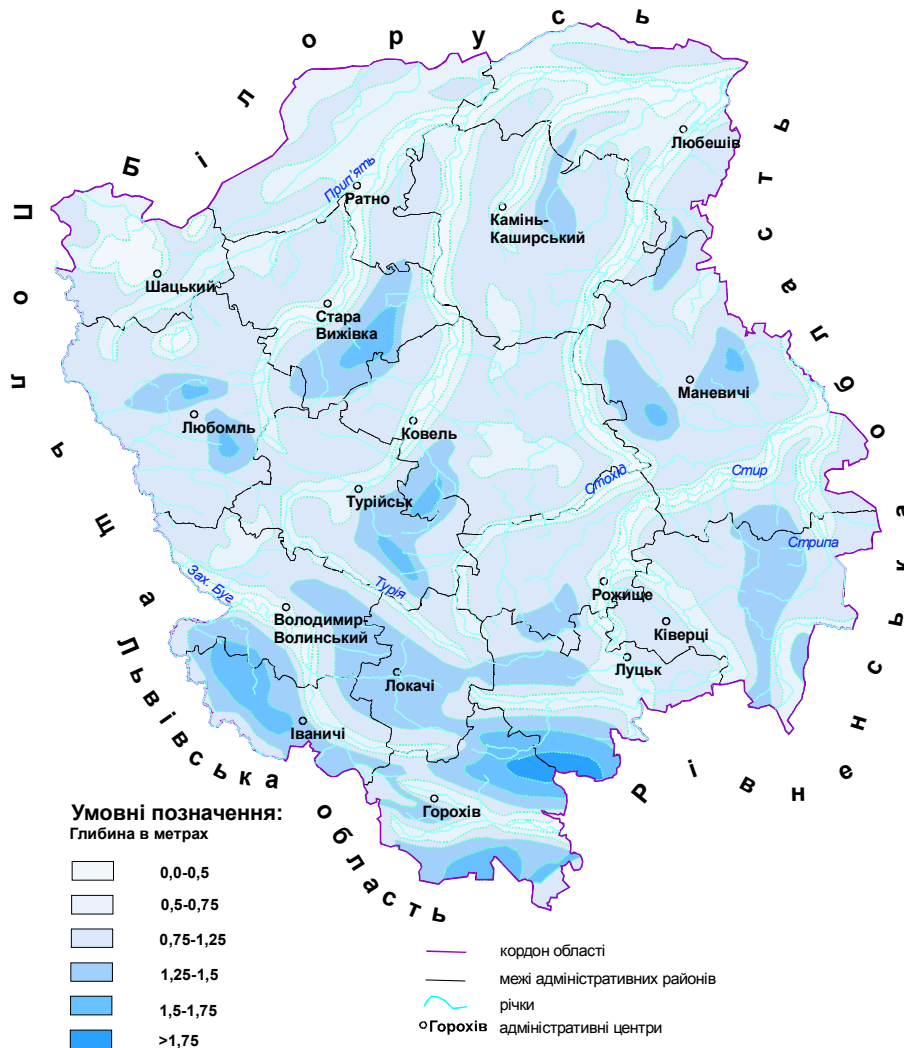 Білорусь
Польща
Львівська область
Рівненська область
Любешів
Прип'ять
Ратно
Камінь-
Каширський
Шацький
Стара
Вижівка
Маневичі
Любомль
Ковель
Стохід
Стир
Турійськ
Стрипа
Зах. Буг
Турія
Рожище
Володимир-
Волинський
Ківерці
Луцьк
Локачі
Іваничі
Горохів
Умовні позначення:
Глибина в метрах
0,0-0,5
0,5-0,75
0,75-1,25
1,25-1,5
1,5-1,75
>1,75
кордон області
межі адміністративних районів
річки
Горохів адміністративні центри